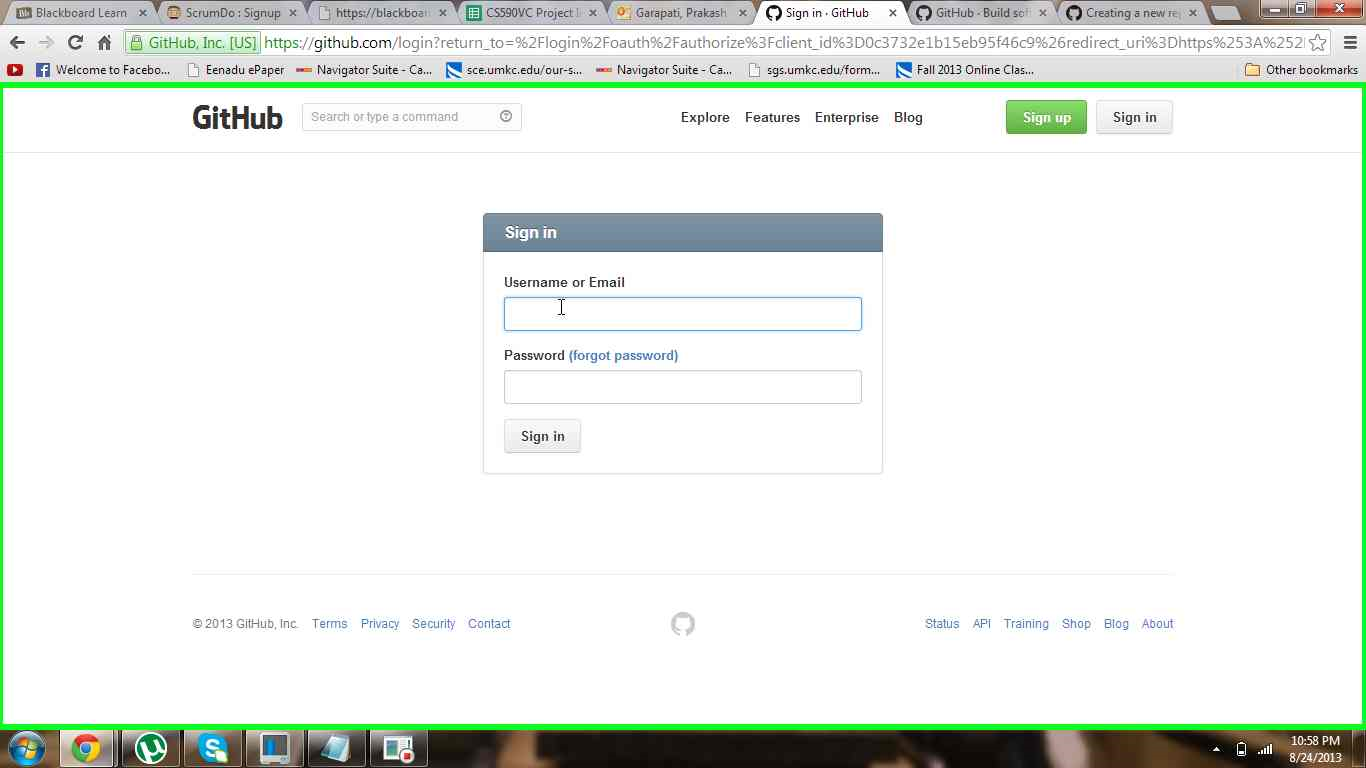 Blackboard Learn
ScrumDo : Signup
https://blackboar
CS590VC Project I
Garapati, Prakash
Sign in · GitHub
GitHub · Build sof
Creating a new re
GitHub, Inc. [US]
https://github.com/login?return_to=%2Flogin%2Foauth%2Fauthorize%3Fclient_id%3D0c3732e1b15eb95f46c9%26redirect_uri%3Dhttps%253A%252
Welcome to Facebo...
Eenadu ePaper
Navigator Suite - Ca...
sce.umkc.edu/our-s...
Navigator Suite - Ca...
sgs.umkc.edu/form...
Fall 2013 Online Clas...
Other bookmarks
GitHub
Search or type a command
Explore
Features
Enterprise
Blog
Sign up
Sign in
Sign in
Username or Email
Password (forgot password)
Sign in
© 2013 GitHub, Inc.
Terms
Privacy
Security
Contact
Status
API
Training
Shop
Blog
About
10:58 PM
8/24/2013